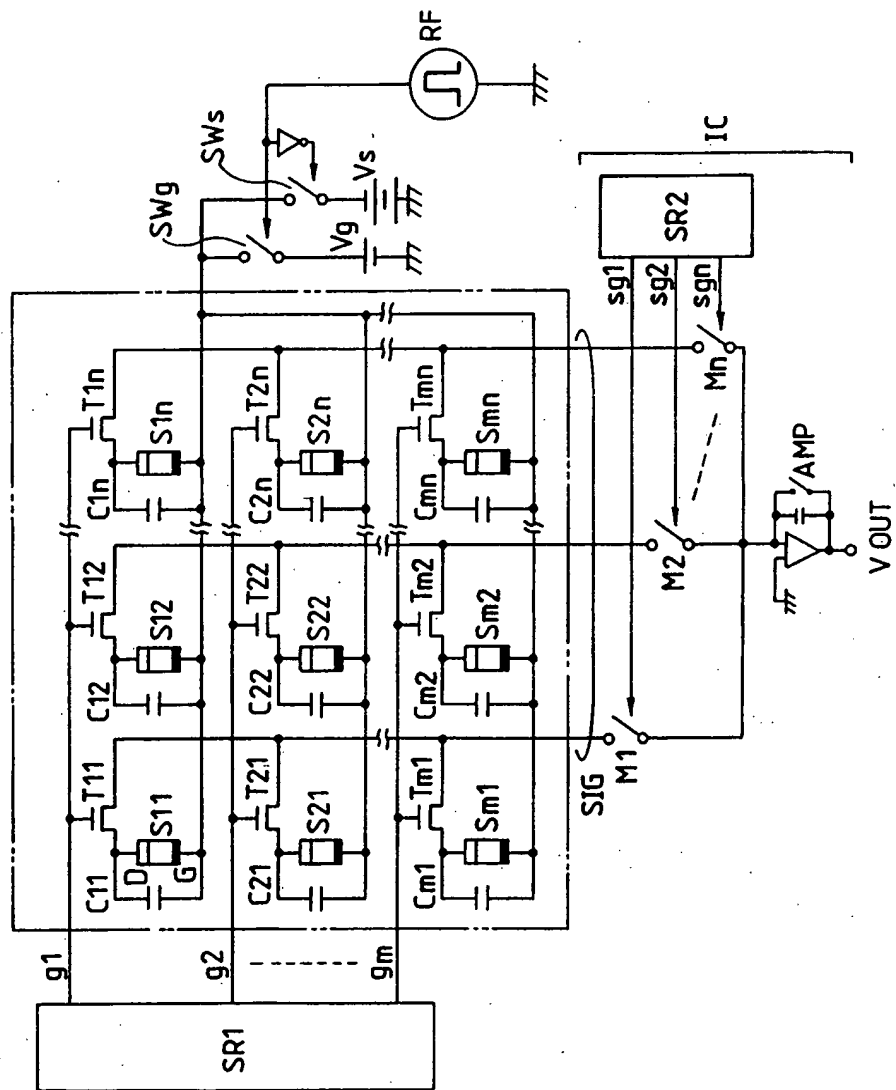 RF
SWs
SWg
Vs
Vg
IC
SR2
sg1
sg2
sgn
T1n
T2n
Tmn
C1n
S1n
C2n
S2n
Cmn
Smn
Mn
T12
T22
Tm2
C12
S12
C22
S22
Cm2
Sm2
M2
AMP
V OUT
T11
T21
Tm1
C11
D
S11
G
C21
S21
Cm1
Sm1
SIG
M1
g1
g2
gm
SR1